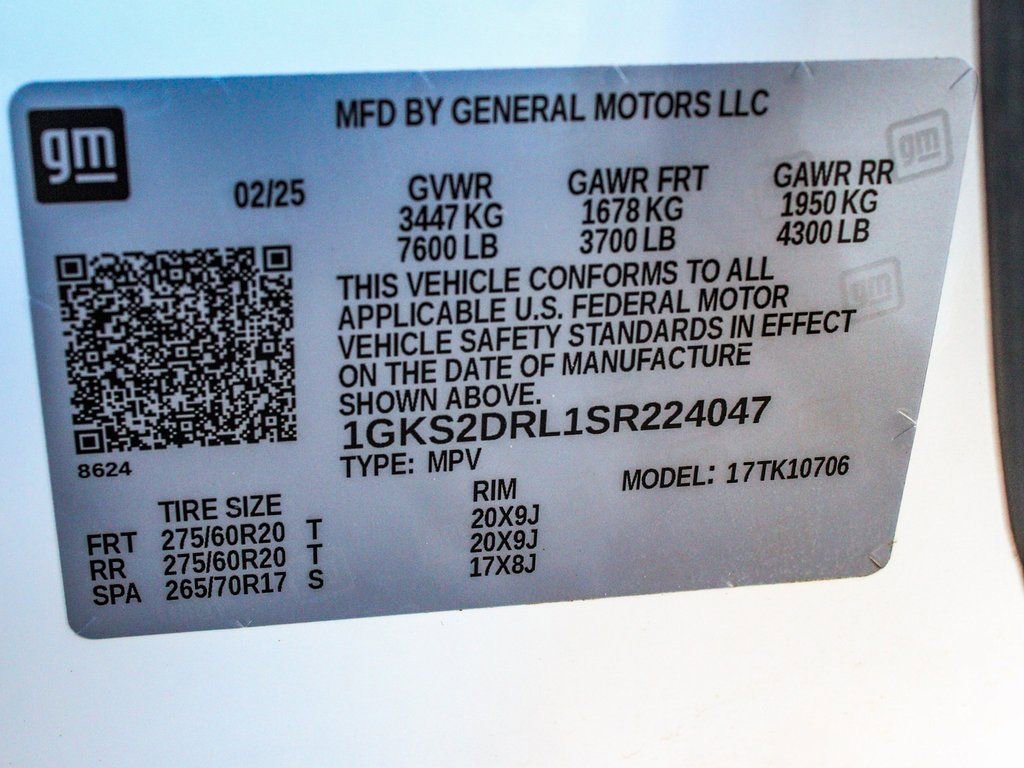 gm
MFD BY GENERAL MOTORS LLC
gm
02/25
GVWR
3447 KG
7600 LB
GAWR FRT
1678 KG
3700 LB
GAWR RR
1950 KG
4300 LB
gm
THIS VEHICLE CONFORMS TO ALL
APPLICABLE U.S. FEDERAL MOTOR
VEHICLE SAFETY STANDARDS IN EFFECT
ON THE DATE OF MANUFACTURE
SHOWN ABOVE.
1GKS2DRL1SR224047
8624
TYPE: MPV
MODEL: 17TK10706
TIRE SIZE
RIM
FRT 275/60R20 T 20X9J
RR 275/60R20 T 20X9J
SPA 265/70R17 S 17X8J